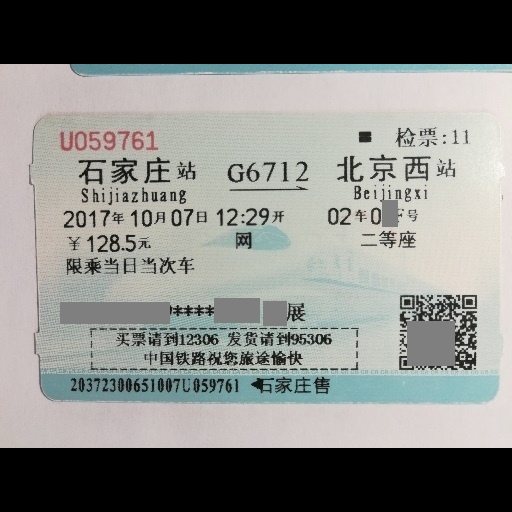 U059761 检票:11
石家庄站 G6712 北京西站
Shijiazhuang Beijingxi
2017年10月07日12:29开 02车0号
￥128.5元 网 二等座
限乘当日当次车
****展
买票请到12306 发货请到95306
中国铁路祝您旅途愉快
20372300651007U059761 石家庄售